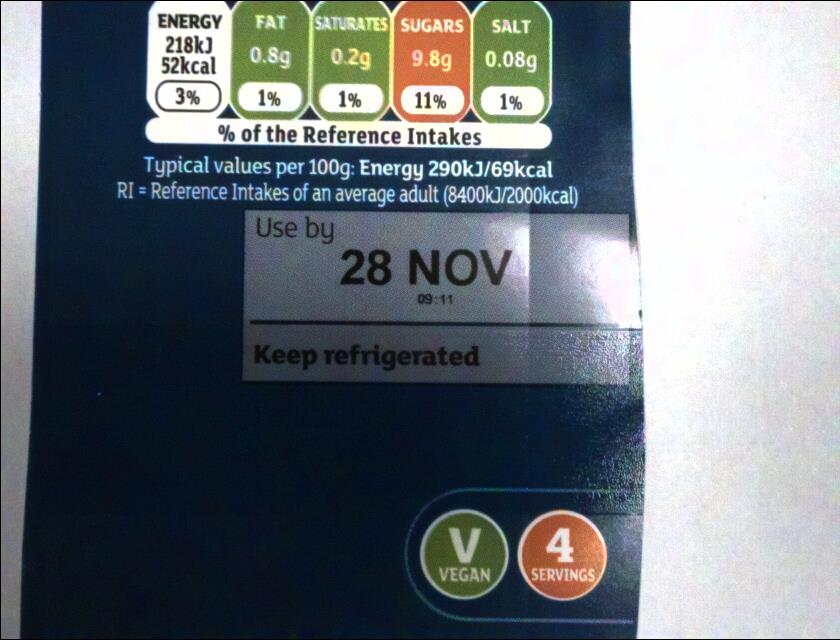 ENERGY FAT SATURATES SUGARS SALT
218kJ
52kcal 0.8g 0.2g 9.8g 0.08g
3% 1% 1% 11% 1%
% of the Reference Intakes
Typical values per 100g: Energy 290kJ/69kcal
RI = Reference Intakes of an average adult (8400kJ/2000kcal)
Use by
28 NOV
09:11
Keep refrigerated
V 4
VEGAN SERVINGS